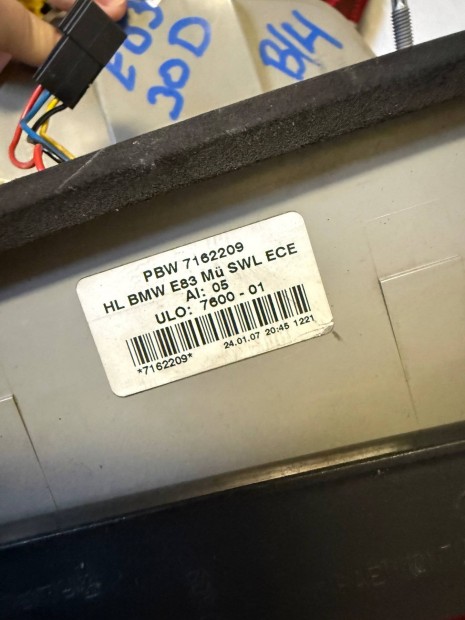 E83
30D
B/4
PBW 7162209
HL BMW E83 Mü SWL ECE
AI: 05
ULO: 7600 - 01
*7162209*
24.01.07 20:45 1221